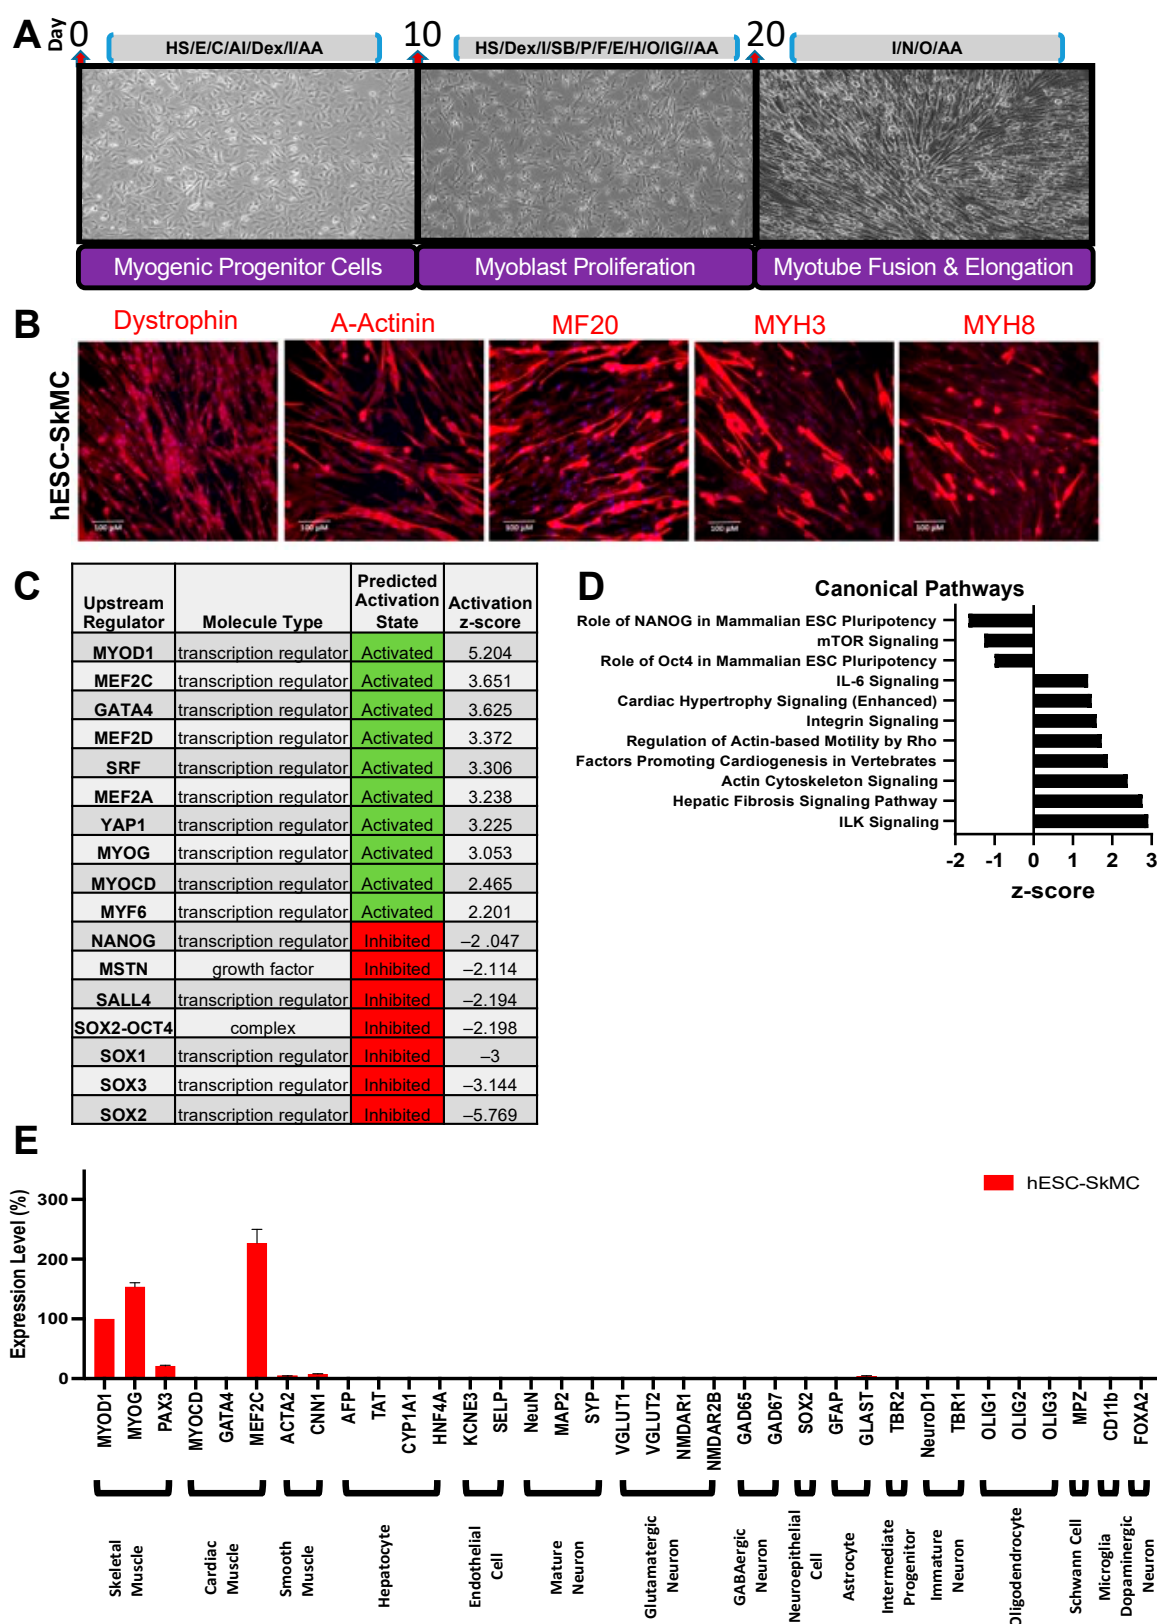 A
Day
0
10
20
HS/E/C/AI/Dex/I/AA
HS/Dex/I/SB/P/F/E/H/O/IG//AA
I/N/O/AA
Myogenic Progenitor Cells
Myoblast Proliferation
Myotube Fusion & Elongation
B
Dystrophin
A-Actinin
MF20
MYH3
MYH8
hESC-SkMC
100 µM
100 µM
100 µM
100 µM
100 µM
C
Upstream Regulator Molecule Type Predicted Activation State Activation z-score
MYOD1 transcription regulator Activated 5.204
MEF2C transcription regulator Activated 3.651
GATA4 transcription regulator Activated 3.625
MEF2D transcription regulator Activated 3.372
SRF transcription regulator Activated 3.306
MEF2A transcription regulator Activated 3.238
YAP1 transcription regulator Activated 3.225
MYOG transcription regulator Activated 3.053
MYOCD transcription regulator Activated 2.465
MYF6 transcription regulator Activated 2.201
NANOG transcription regulator Inhibited –2 .047
MSTN growth factor Inhibited –2.114
SALL4 transcription regulator Inhibited –2.194
SOX2-OCT4 complex Inhibited –2.198
SOX1 transcription regulator Inhibited –3
SOX3 transcription regulator Inhibited –3.144
SOX2 transcription regulator Inhibited –5.769
D
Canonical Pathways
Role of NANOG in Mammalian ESC Pluripotency
mTOR Signaling
Role of Oct4 in Mammalian ESC Pluripotency
IL-6 Signaling
Cardiac Hypertrophy Signaling (Enhanced)
Integrin Signaling
Regulation of Actin-based Motility by Rho
Factors Promoting Cardiogenesis in Vertebrates
Actin Cytoskeleton Signaling
Hepatic Fibrosis Signaling Pathway
ILK Signaling
-2 -1 0 1 2 3
z-score
E
Expression Level (%)
300
200
100
0
hESC-SkMC
MYOD1
MYOG
PAX3
MYOCD
GATA4
MEF2C
ACTA2
CNN1
AFP
TAT
CYP1A1
HNF4A
KCNE3
SELP
NeuN
MAP2
SYP
VGLUT1
VGLUT2
NMDAR1
NMDAR2B
GAD65
GAD67
SOX2
GFAP
GLAST
TBR2
NeuroD1
TBR1
OLIG1
OLIG2
OLIG3
MPZ
CD11b
FOXA2
Skeletal
Muscle
Cardiac
Muscle
Smooth
Muscle
Hepatocyte
Endothelial
Cell
Mature
Neuron
Glutamatergic
Neuron
GABAergic
Neuron
Neuroepithelial
Cell
Astrocyte
Intermediate
Progenitor
Immature
Neuron
Oligodendrocyte
Schwann Cell
Microglia
Dopaminergic
Neuron